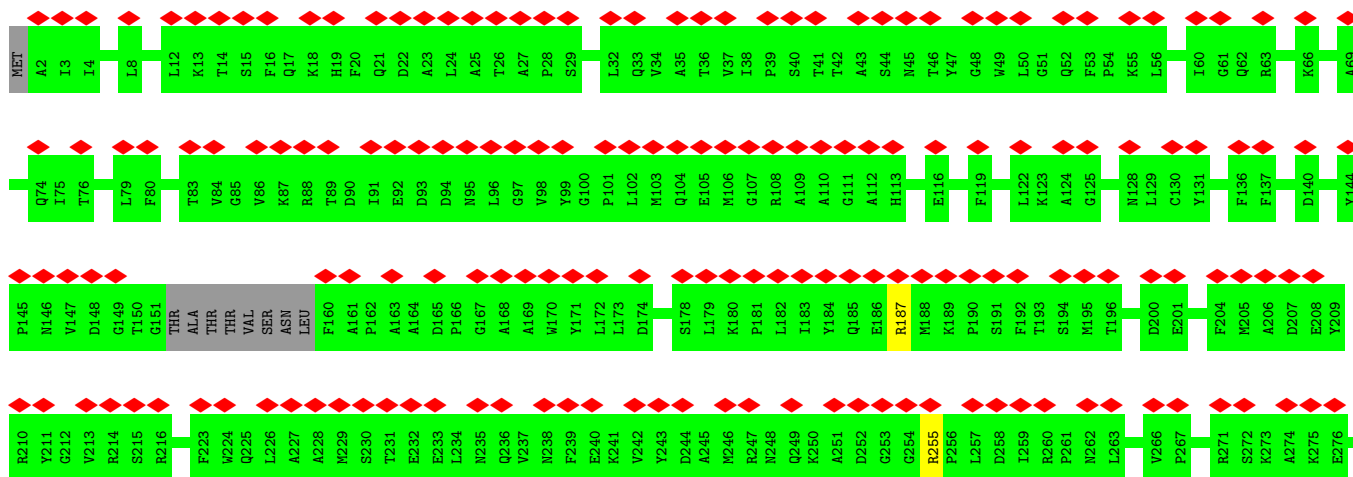 MET A2 I3 I4 L8 L12 K13 T14 S15 F16 Q17 K18 H19 F20 Q21 D22 A23 L24 A25 T26 A27 P28 S29 L32 Q33 V34 A35 T36 V37 I38 P39 S40 T41 T42 A43 S44 N45 T46 Y47 G48 W49 L50 G51 Q52 F53 P54 K55 L56 I60 G61 Q62 R63 K66 A69
Q74 I75 T76 L79 F80 T83 V84 G85 V86 K87 R88 T89 D90 I91 E92 D93 D94 N95 L96 G97 V98 Y99 G100 P101 L102 M103 Q104 E105 M106 G107 R108 A109 A110 G111 A112 H113 E116 F119 L122 K123 A124 G125 N128 L129 C130 Y131 F136 F137 D140 Y144
P145 N146 V147 D148 G149 T150 G151 THR ALA THR THR VAL SER ASN LEU F160 A161 P162 A163 A164 D165 P166 G167 A168 A169 W170 Y171 L172 L173 D174 S178 L179 K180 P181 L182 I183 Y184 Q185 E186 R187 M188 K189 P190 S191 F192 T193 S194 M195 T196 D200 E201 F204 M205 A206 D207 E208 Y209
R210 Y211 G212 V213 R214 S215 R216 F223 W224 Q225 L226 A227 A228 M229 S230 T231 E232 E233 L234 N235 Q236 V237 N238 F239 E240 K241 V242 Y243 D244 A245 M246 R247 N248 Q249 K250 A251 D252 G253 G254 R255 P256 L257 D258 I259 R260 P261 N262 L263 V266 P267 R271 S272 K273 A274 K275 E276